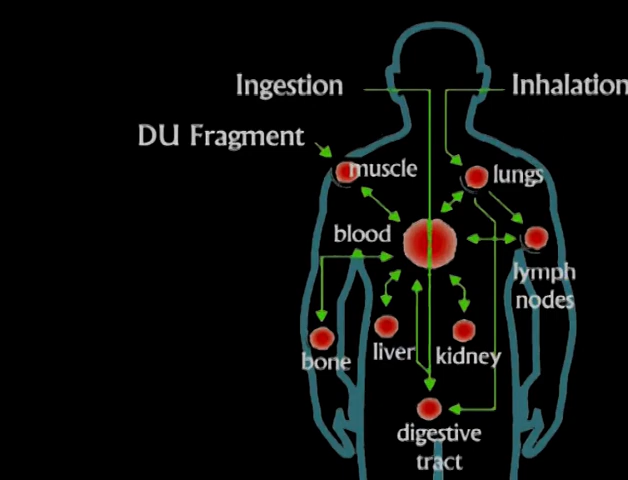 Ingestion
Inhalation
DU Fragment
muscle
lungs
blood
lymph
nodes
bone
liver
kidney
digestive
tract